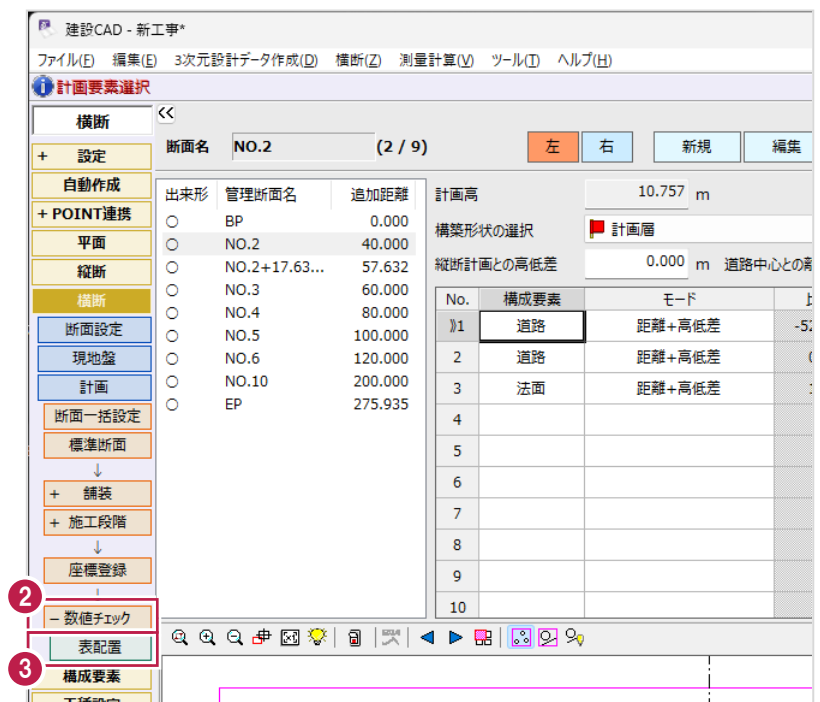 建設CAD - 新工事*
ファイル(F) 編集(E) 3次元設計データ作成(D) 横断(Z) 測量計算(V) ツール(T) ヘルプ(H)
計画要素選択
横断
+ 設定
自動作成
+ POINT連携
平面
縦断
横断
断面設定
現地盤
計画
断面一括設定
標準断面
↓
+ 舗装
+ 施工段階
↓
座標登録
2
− 数値チェック
表配置
3
構成要素
断面名 NO.2 (2 / 9) 左 右 新規 編集
出来形 管理断面名 追加距離
○ BP 0.000
○ NO.2 40.000
○ NO.2+17.63... 57.632
○ NO.3 60.000
○ NO.4 80.000
○ NO.5 100.000
○ NO.6 120.000
○ NO.10 200.000
○ EP 275.935
計画高 10.757 m
構築形状の選択 計画層
縦断計画との高低差 0.000 m 道路中心との
No. 構成要素 モード
1 道路 距離+高低差 -52
2 道路 距離+高低差
3 法面 距離+高低差
4
5
6
7
8
9
10